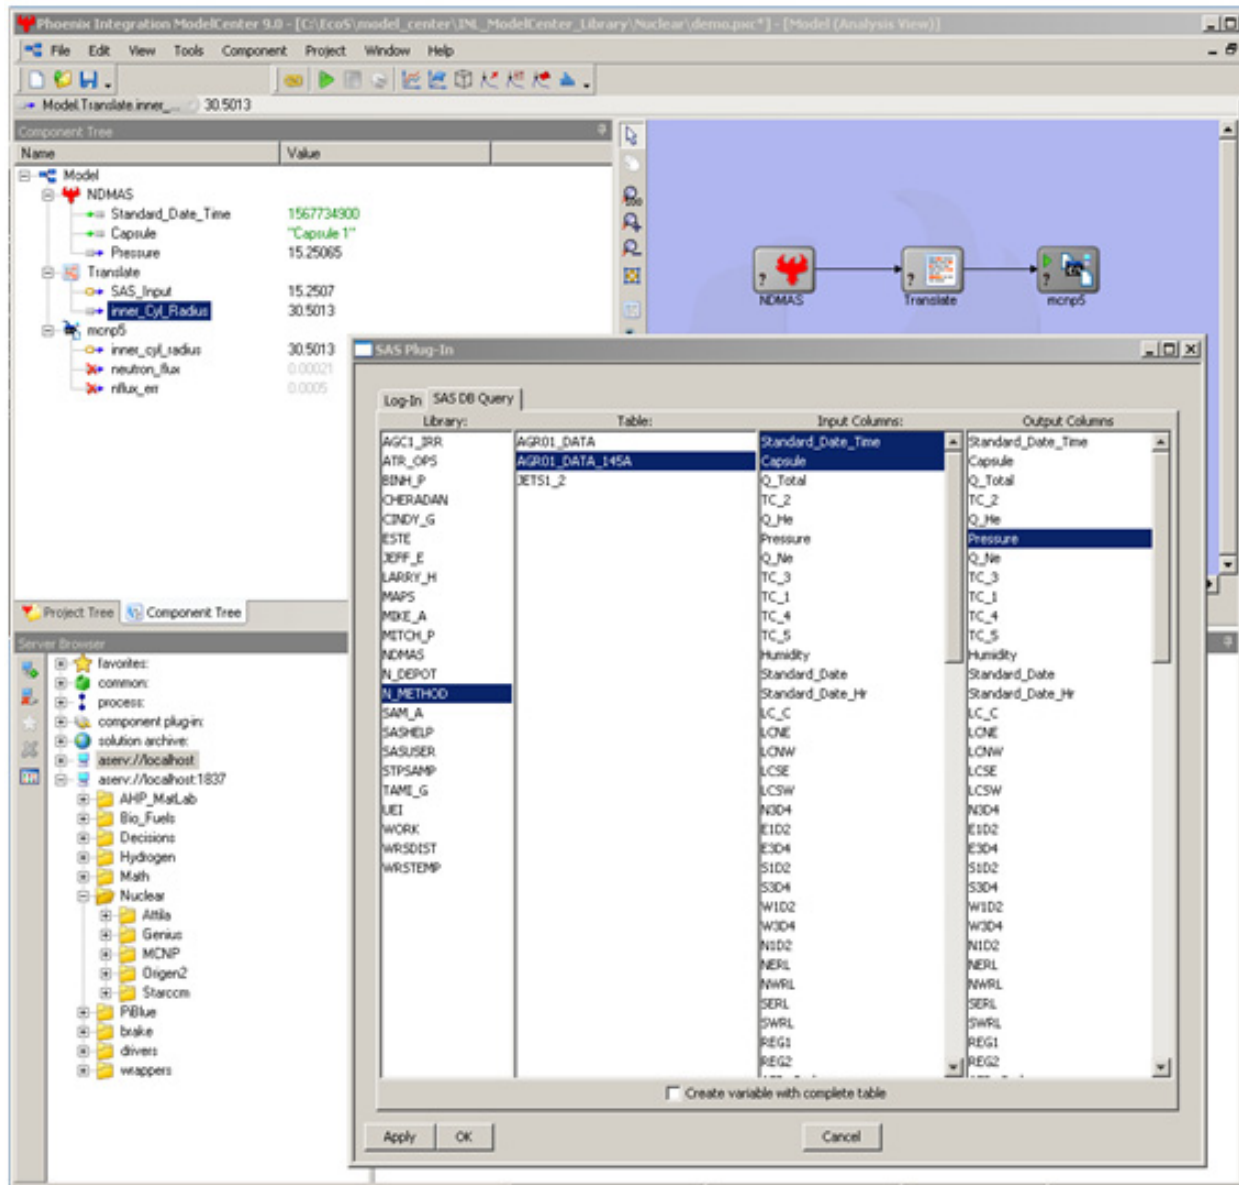 Phoenix Integration ModelCenter 9.0 - [C:\EcoS\model_center\INL_ModelCenter_Library\Nuclear\demo.pxc*] - [Model (Analysis View)]
File Edit View Tools Component Project Window Help
Model.Translate.inner_... 30.5013
Component Tree
Name Value
Model
NDMAS
Standard_Date_Time 1567734900
Capsule "Capsule 1"
Pressure 15.25065
Translate
SAS_Input 15.2507
inner_Cyl_Radius 30.5013
mcnp5
inner_cyl_radius 30.5013
neutron_flux 0.00021
nflux_err 0.0005
Project Tree Component Tree
100
? NDMAS
? Translate
? mcnp5
Server Browser
favorites:
common:
process:
component plug-in:
solution archive:
aserv://localhost
aserv://localhost:1837
AHP_MatLab
Bio_Fuels
Decisions
Hydrogen
Math
Nuclear
Attila
Genius
MCNP
Origen2
Starccm
PiBlue
brake
drivers
wrappers
SAS Plug-In
Log-In SAS DB Query
Library: Table: Input Columns: Output Columns
AGC1_IRR AGR01_DATA Standard_Date_Time Standard_Date_Time
ATR_OPS AGR01_DATA_145A Capsule Capsule
BINH_P JETS1_2 Q_Total Q_Total
CHERADAN TC_2 TC_2
CINDY_G Q_He Q_He
ESTE Pressure Pressure
JEFF_E Q_Ne Q_Ne
LARRY_H TC_3 TC_3
MAPS TC_1 TC_1
MIKE_A TC_4 TC_4
MITCH_P TC_5 TC_5
NDMAS Humidity Humidity
N_DEPOT Standard_Date Standard_Date
N_METHOD Standard_Date_Hr Standard_Date_Hr
SAM_A LC_C LC_C
SASHELP LCNE LCNE
SASUSER LCNW LCNW
STPSAMP LCSE LCSE
TAMI_G LCSW LCSW
UEI N3D4 N3D4
WORK E1D2 E1D2
WRSDIST E3D4 E3D4
WRSTEMP S1D2 S1D2
S3D4 S3D4
W1D2 W1D2
W3D4 W3D4
N1D2 N1D2
NERL NERL
NWRL NWRL
SERL SERL
SWRL SWRL
REG1 REG1
REG2 REG2
Create variable with complete table
Apply OK Cancel